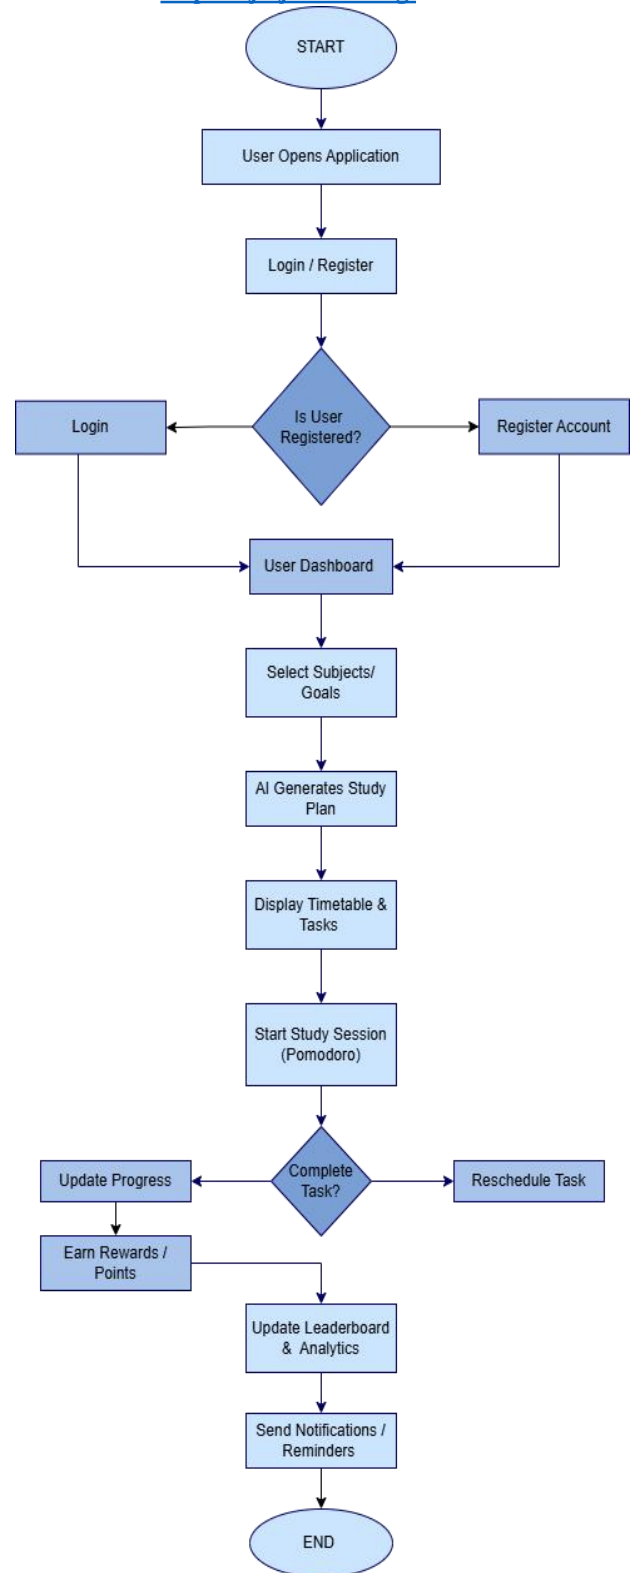 START
User Opens Application
Login / Register
Is User
Registered?
Login
Register Account
User Dashboard
Select Subjects/
Goals
AI Generates Study
Plan
Display Timetable &
Tasks
Start Study Session
(Pomodoro)
Complete
Task?
Update Progress
Reschedule Task
Earn Rewards /
Points
Update Leaderboard
& Analytics
Send Notifications /
Reminders
END